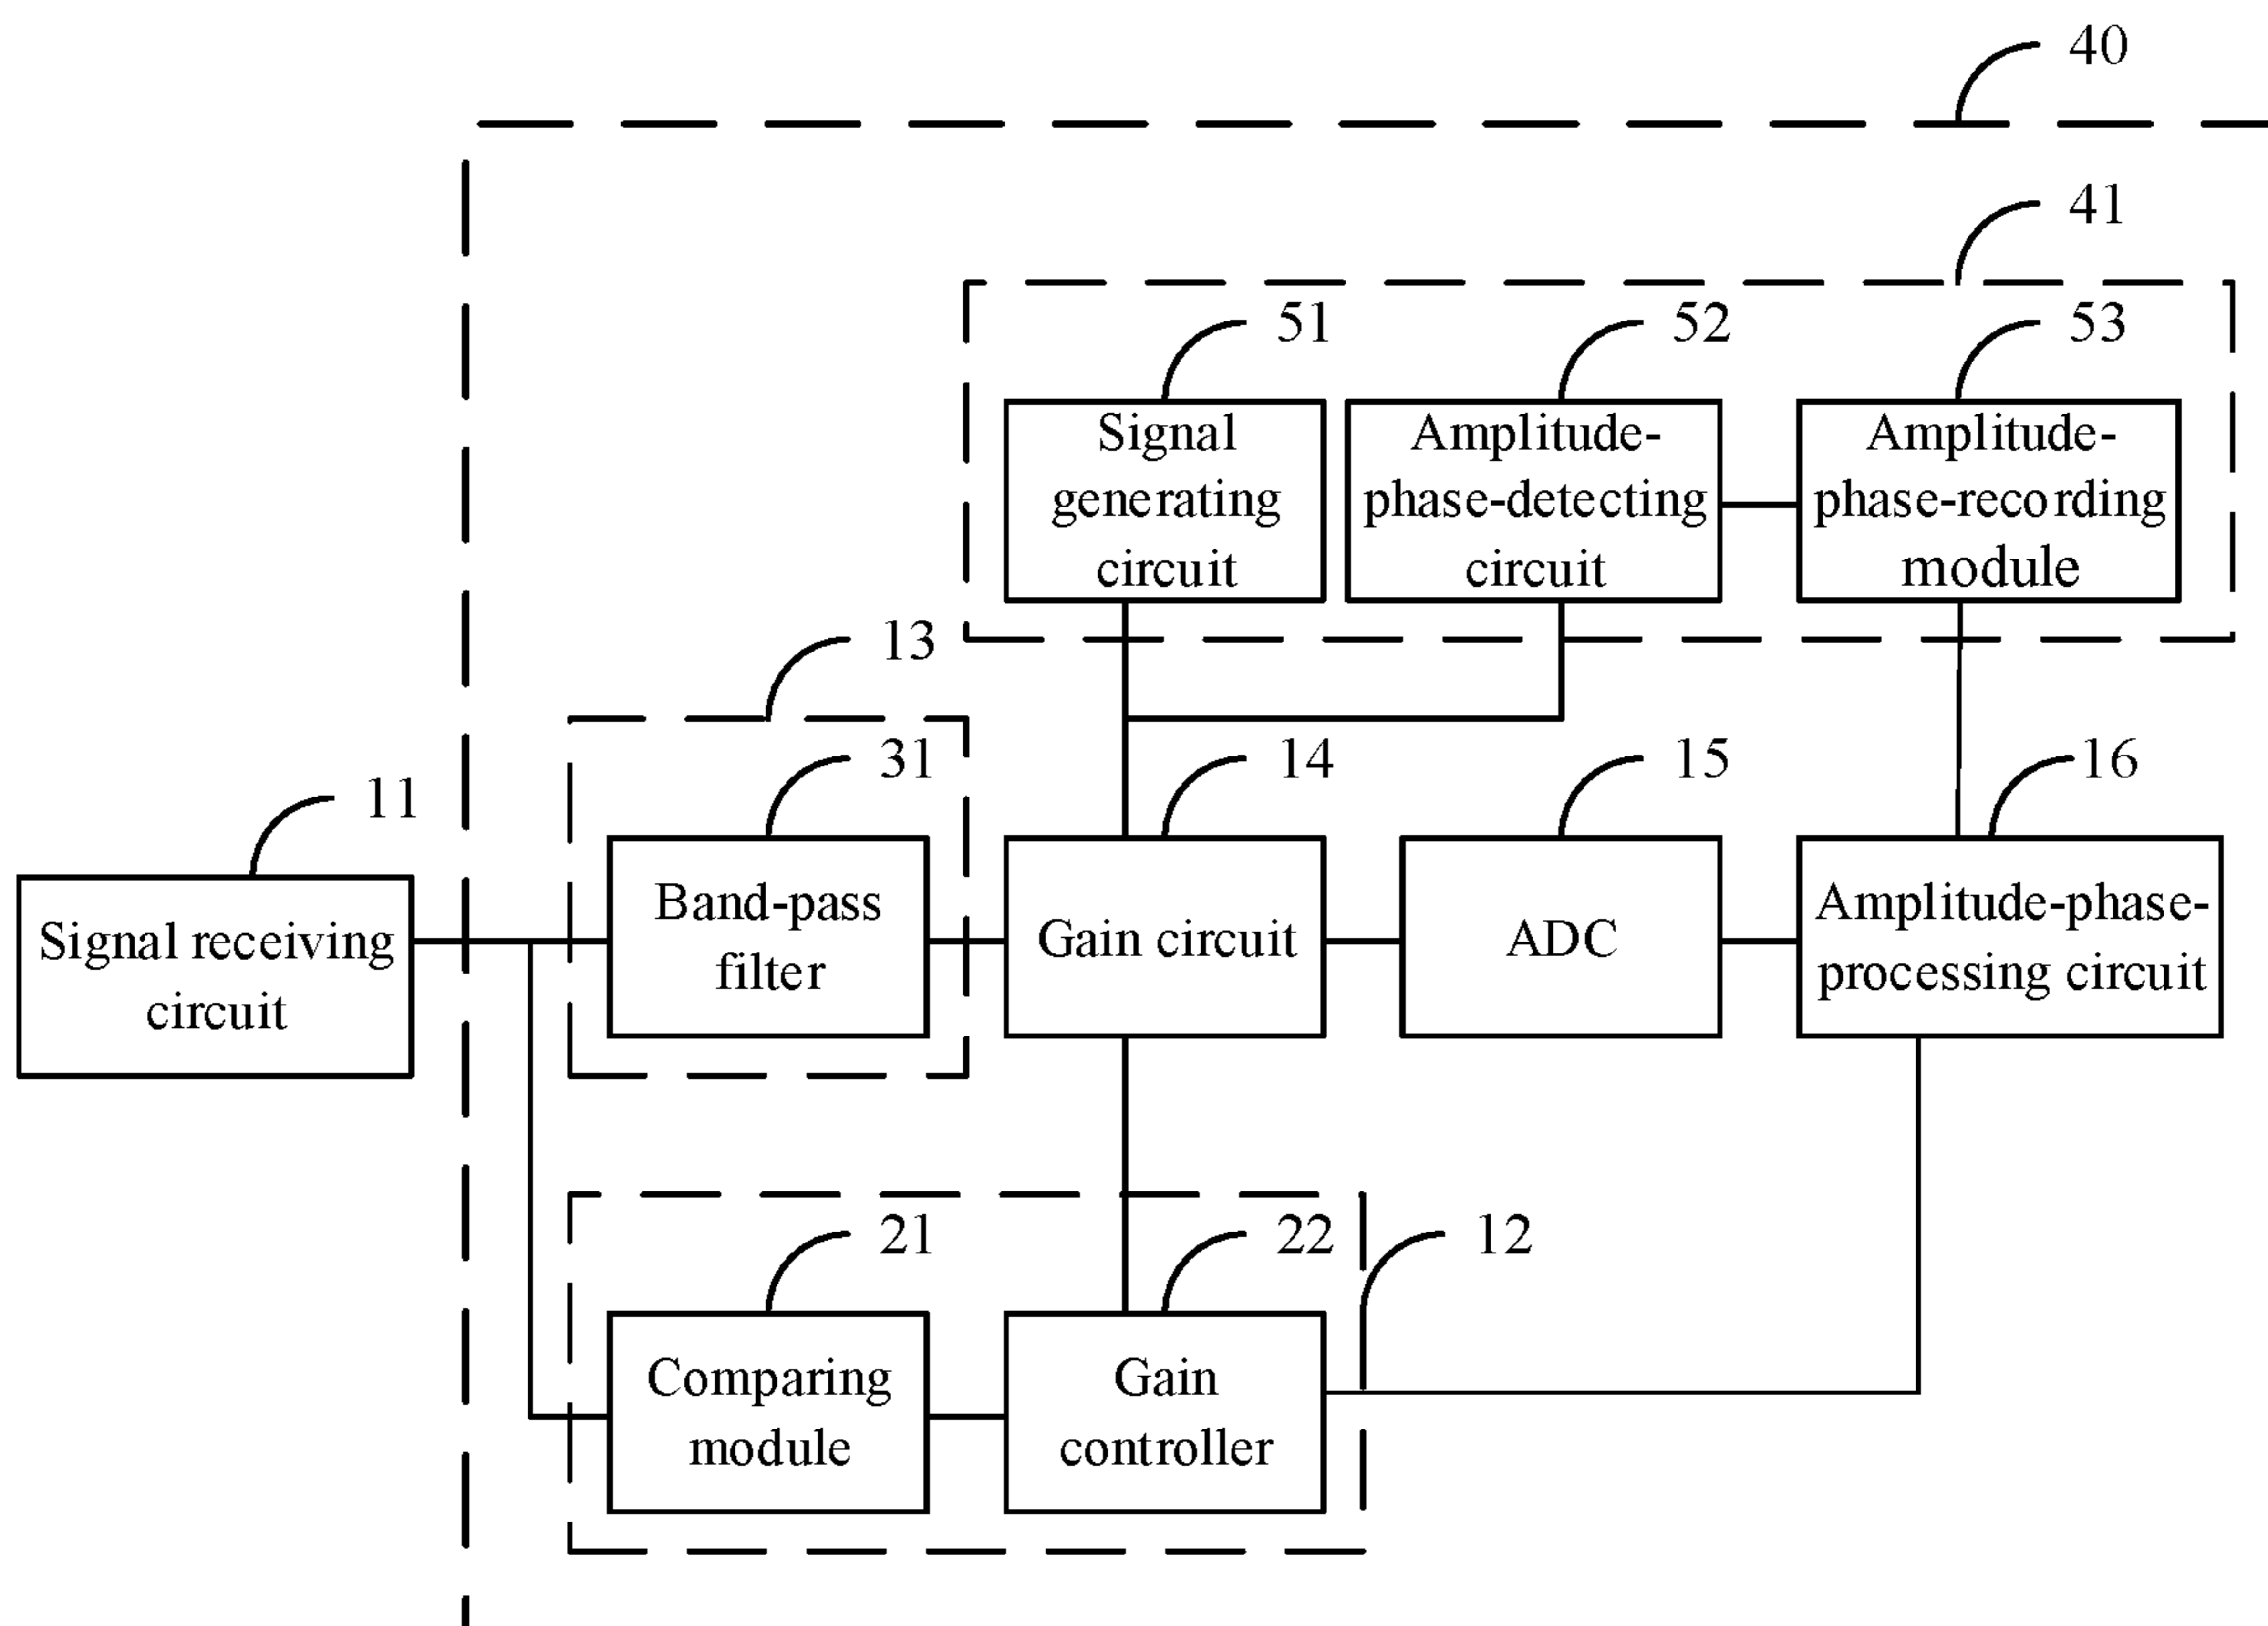 40
41
51
52
53
Signal
generating
circuit
Amplitude-
phase-detecting
circuit
Amplitude-
phase-recording
module
13
31
14
15
16
11
Signal receiving
circuit
Band-pass
filter
Gain circuit
ADC
Amplitude-phase-
processing circuit
21
22
12
Comparing
module
Gain
controller